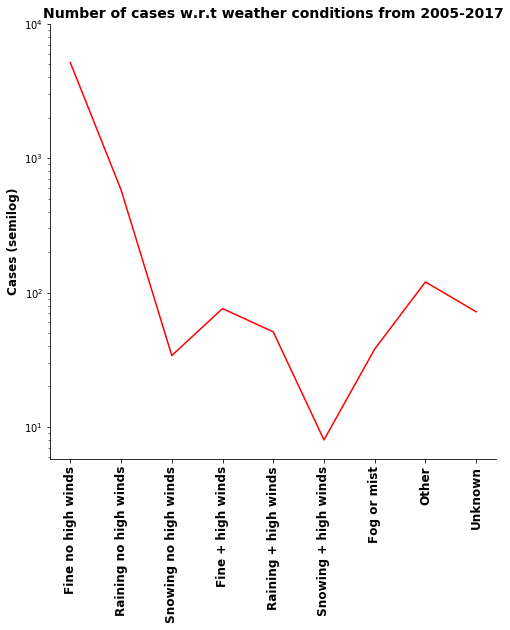 Number of cases w.r.t weather conditions from 2005-2017
Cases (semilog)
10⁴
10³
10²
10¹
Fine no high winds
Raining no high winds
Snowing no high winds
Fine + high winds
Raining + high winds
Snowing + high winds
Fog or mist
Other
Unknown